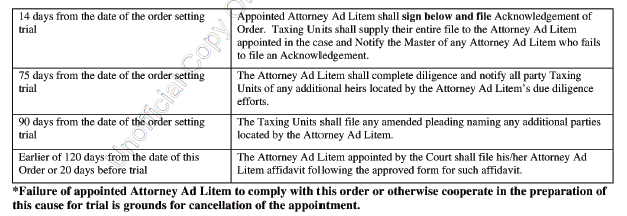 14 days from the date of the order setting
trial
Appointed Attorney Ad Litem shall sign below and file Acknowledgement of
Order. Taxing Units shall supply their entire file to the Attorney Ad Litem
appointed in the case and Notify the Master of any Attorney Ad Litem who fails
to file an Acknowledgement.
75 days from the date of the order setting
trial
The Attorney Ad Litem shall complete diligence and notify all party Taxing
Units of any additional heirs located by the Attorney Ad Litem's due diligence
efforts.
90 days from the date of the order setting
trial
The Taxing Units shall file any amended pleading naming any additional parties
located by the Attorney Ad Litem.
Earlier of 120 days from the date of this
Order or 20 days before trial
The Attorney Ad Litem appointed by the Court shall file his/her Attorney Ad
Litem affidavit following the approved form for such affidavit.
*Failure of appointed Attorney Ad Litem to comply with this order or otherwise cooperate in the preparation of
this cause for trial is grounds for cancellation of the appointment.
Unofficial Copy